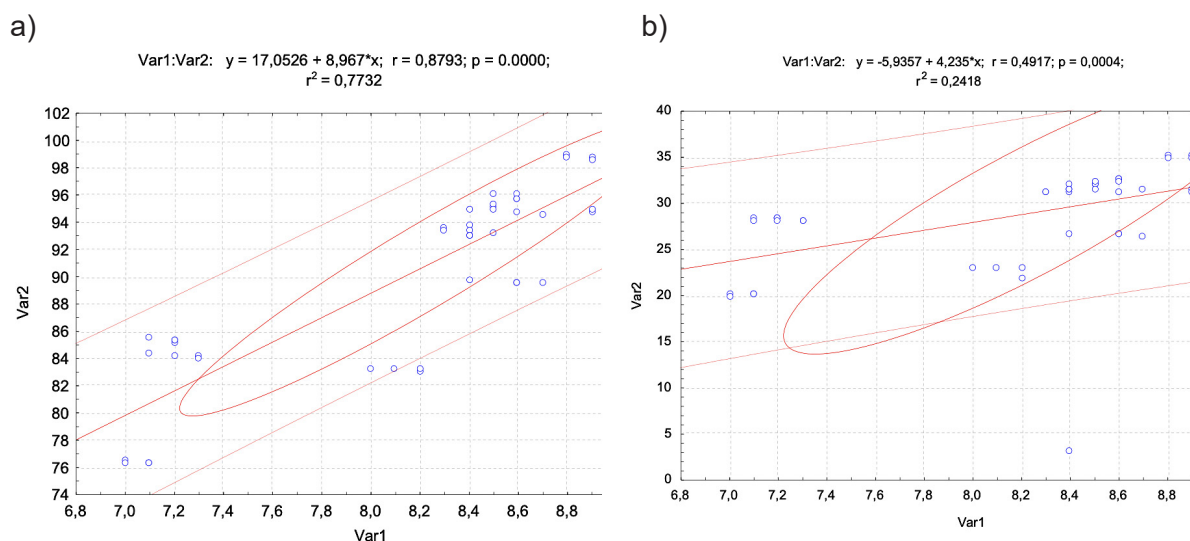 a)
Var1:Var2: y = 17,0526 + 8,967*x; r = 0,8793; p = 0.0000;
r² = 0,7732
102
100
98
96
94
92
90
88
86
84
82
80
78
76
74
Var2
6,8 7,0 7,2 7,4 7,6 7,8 8,0 8,2 8,4 8,6 8,8
Var1
b)
Var1:Var2: y = -5,9357 + 4,235*x; r = 0,4917; p = 0,0004;
r² = 0,2418
40
35
30
25
20
15
10
5
0
Var2
6,8 7,0 7,2 7,4 7,6 7,8 8,0 8,2 8,4 8,6 8,8
Var1